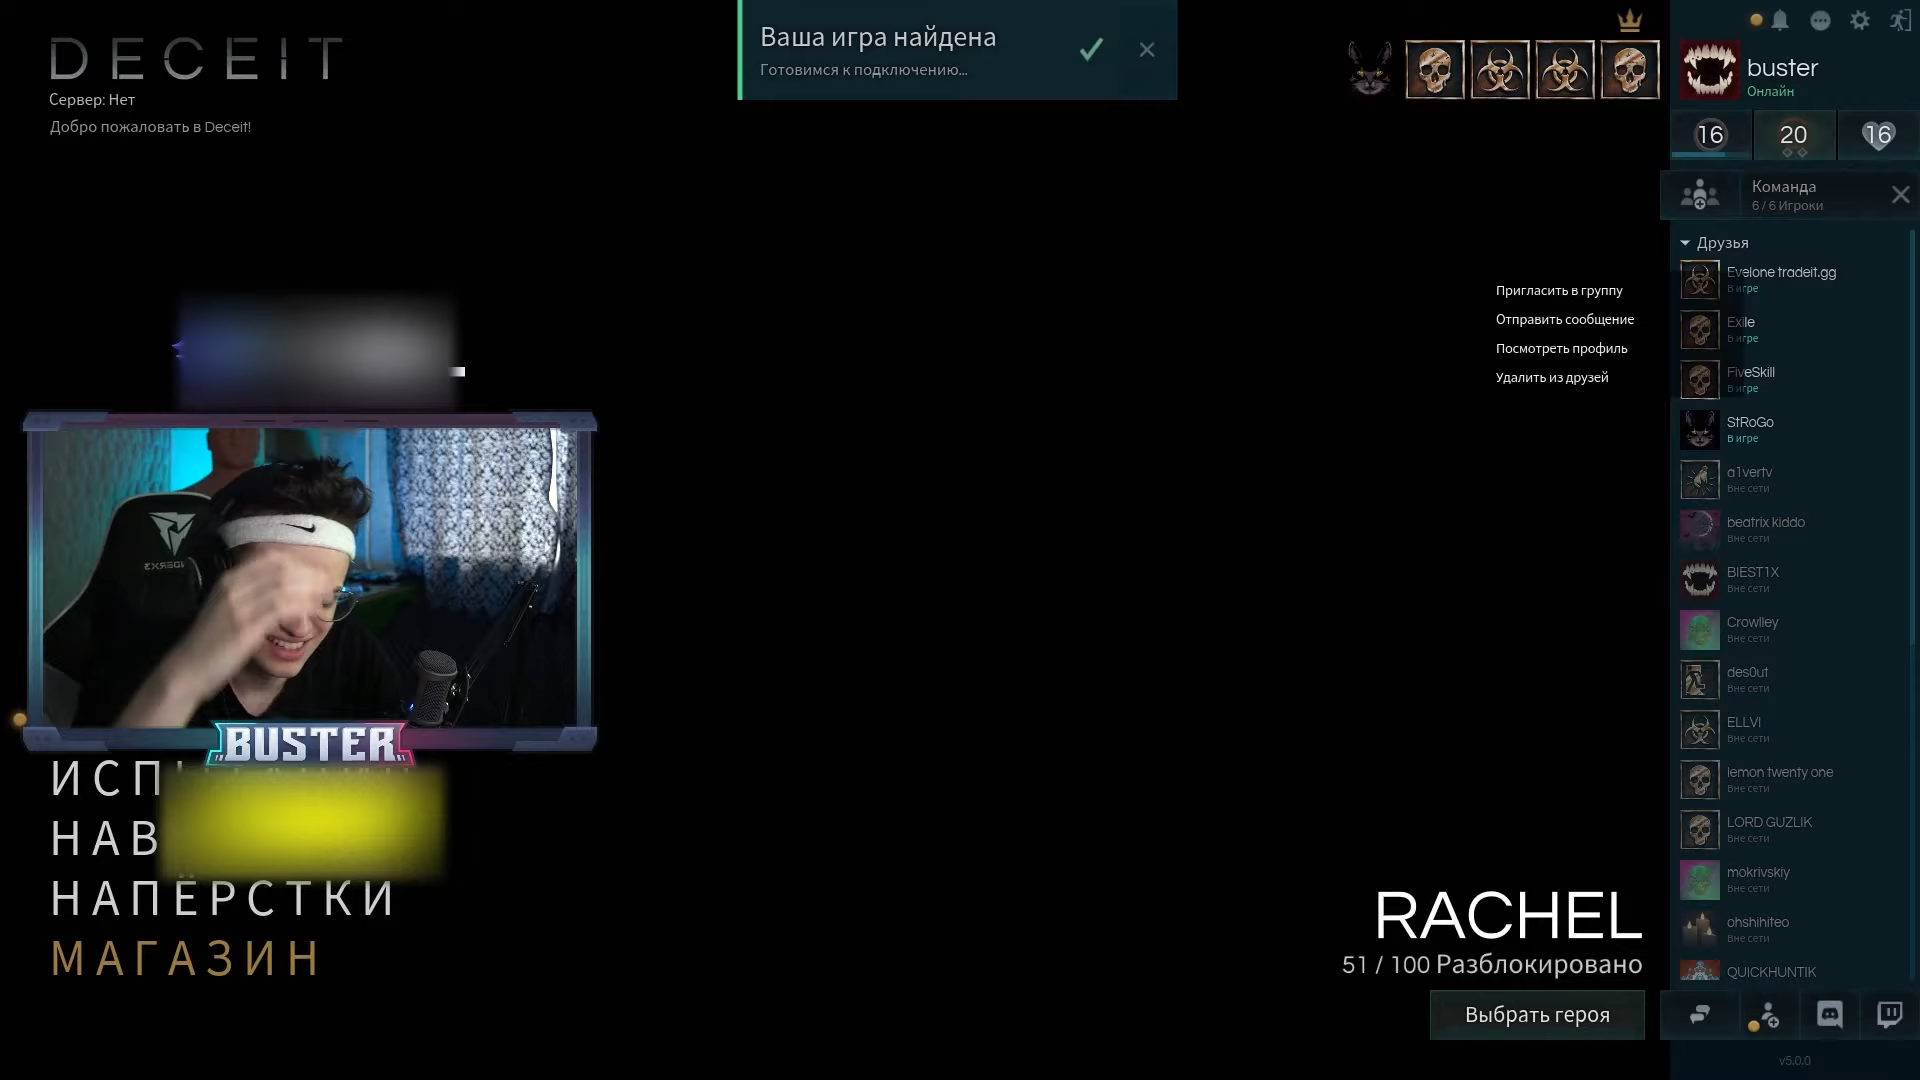 DECEIT
Сервер: Нет
Добро пожаловать в Deceit!
Ваша игра найдена
Готовимся к подключению...
buster
Онлайн
16
20
16
Команда
6 / 6 Игроки
Друзья
Evelone tradeit.gg
В игре
Exile
В игре
FiveSkill
В игре
StRoGo
В игре
a1vertv
Вне сети
beatrix kiddo
Вне сети
BIEST1X
Вне сети
Crowlley
Вне сети
des0ut
Вне сети
ELLVI
Вне сети
lemon twenty one
Вне сети
LORD GUZLIK
Вне сети
mokrivskiy
Вне сети
ohshihiteo
Вне сети
QUICKHUNTIK
Пригласить в группу
Отправить сообщение
Посмотреть профиль
Удалить из друзей
BUSTER
НАПЁРСТКИ
МАГАЗИН
RACHEL
51 / 100 Разблокировано
Выбрать героя
v5.0.0